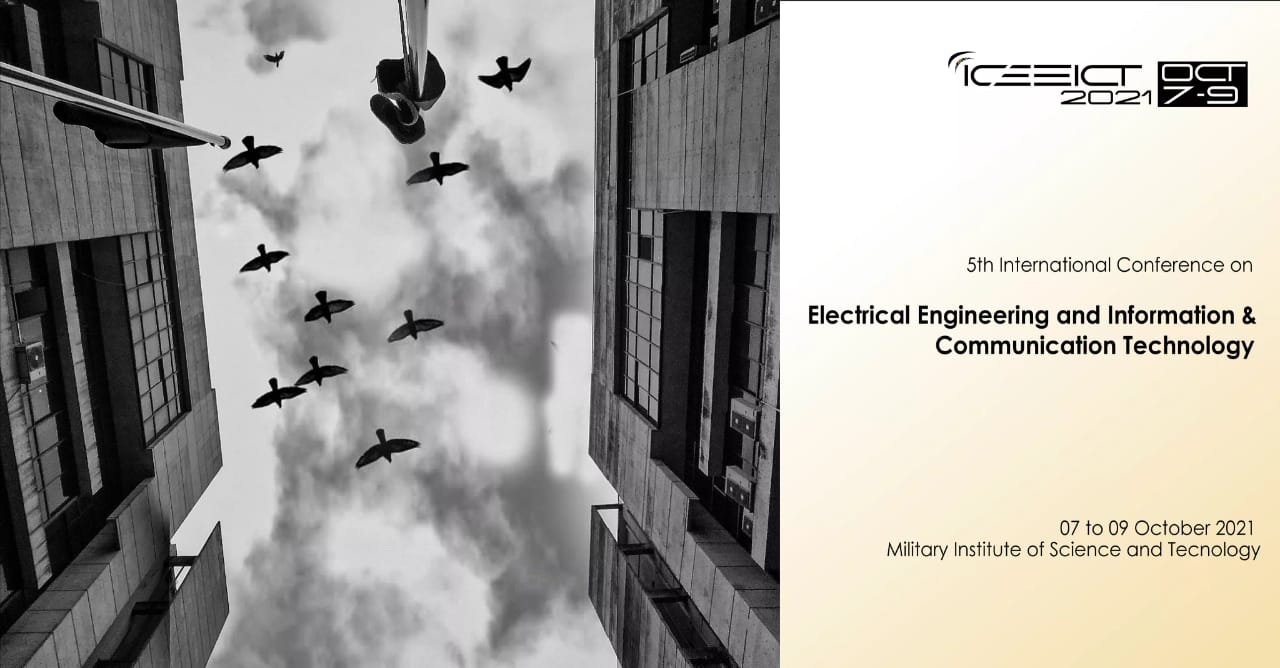 ICEEICT OCT
2021 7-9
5th International Conference on
Electrical Engineering and Information &
Communication Technology
07 to 09 October 2021
Military Institute of Science and Tecnology